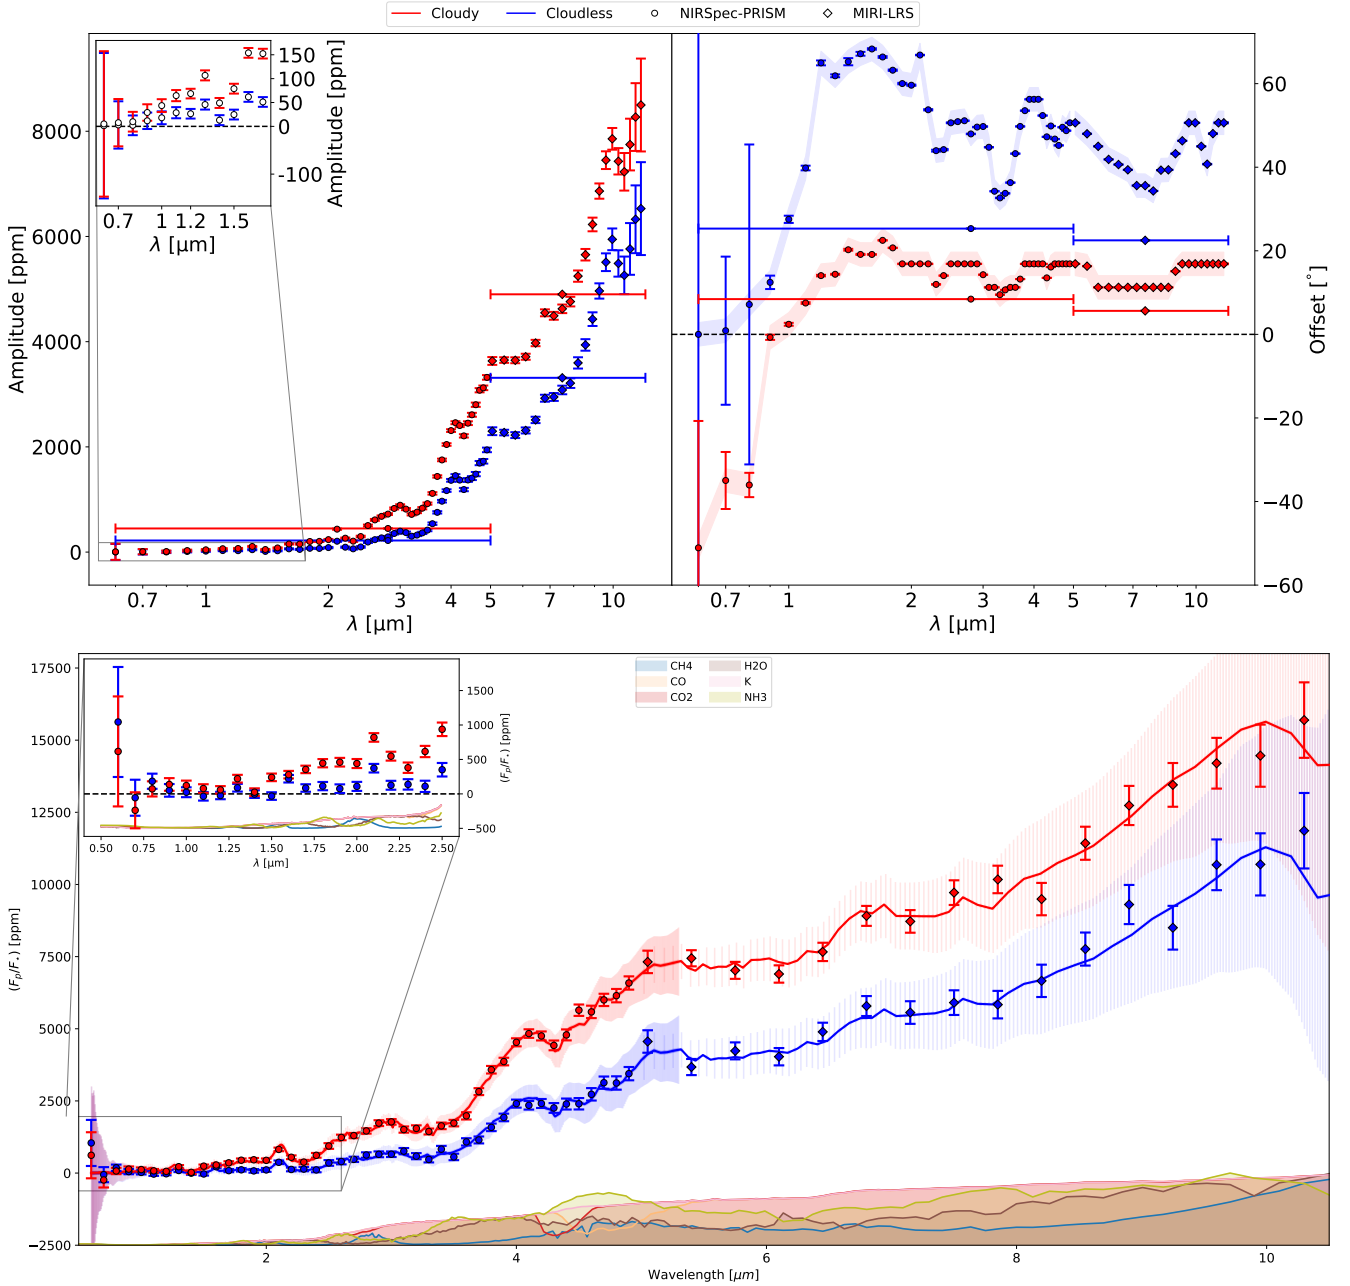 Cloudy Cloudless NIRSpec-PRISM MIRI-LRS
Amplitude [ppm]
8000
6000
4000
2000
0
0.7 1 2 3 4 5 7 10
λ [μm]
150
100
50
0
-100
Amplitude [ppm]
0.7 1 1.2 1.5
λ [μm]
60
40
20
0
−20
−40
−60
Offset [°]
0.7 1 2 3 4 5 7 10
λ [μm]
(Fp/F⋆) [ppm]
17500
15000
12500
10000
7500
5000
2500
0
−2500
2 4 6 8 10
Wavelength [μm]
1500
1000
500
0
−500
(Fp/F⋆) [ppm]
0.50 0.75 1.00 1.25 1.50 1.75 2.00 2.25 2.50
λ [μm]
CH4 H2O
CO K
CO2 NH3